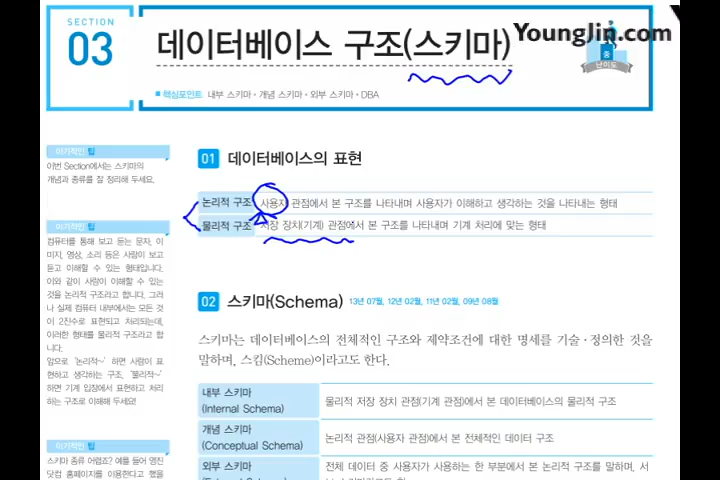 SECTION
03
데이터베이스 구조(스키마)
YoungJin.com
중
난이도
■ 핵심포인트 내부 스키마 • 개념 스키마 • 외부 스키마 • DBA
이기적인 팁
이번 Section에서는 스키마의
개념과 종류를 잘 정리해 두세요.
01 데이터베이스의 표현
논리적 구조 사용자 관점에서 본 구조를 나타내며 사용자가 이해하고 생각하는 것을 나타내는 형태
물리적 구조 저장 장치(기계) 관점에서 본 구조를 나타내며 기계 처리에 맞는 형태
이기적인 팁
컴퓨터를 통해 보고 듣는 문자, 이
미지, 영상, 소리 등은 사람이 보고
듣고 이해할 수 있는 형태입니다.
이와 같이 사람이 이해할 수 있는
것을 논리적 구조라고 합니다. 그러
나 실제 컴퓨터 내부에서는 모든 것
이 2진수로 표현되고 처리되는데,
이러한 형태를 물리적 구조라고 합
니다.
앞으로 '논리적~' 하면 사람이 표
현하고 생각하는 구조, '물리적~'
하면 기계 입장에서 표현하고 처리
하는 구조로 이해해 두세요!
02 스키마(Schema) 13년 07월, 12년 02월, 11년 02월, 09년 08월
스키마는 데이터베이스의 전체적인 구조와 제약조건에 대한 명세를 기술·정의한 것을
말하며, 스킴(Scheme)이라고도 한다.
내부 스키마
(Internal Schema)
물리적 저장 장치 관점(기계 관점)에서 본 데이터베이스의 물리적 구조
개념 스키마
(Conceptual Schema)
논리적 관점(사용자 관점)에서 본 전체적인 데이터 구조
외부 스키마
전체 데이터 중 사용자가 사용하는 한 부분에서 본 논리적 구조를 말하며, 서
이기적인 팁
스키마 종류 어렵죠? 예를 들어 영진
닷컴 홈페이지를 이용한다고 했을